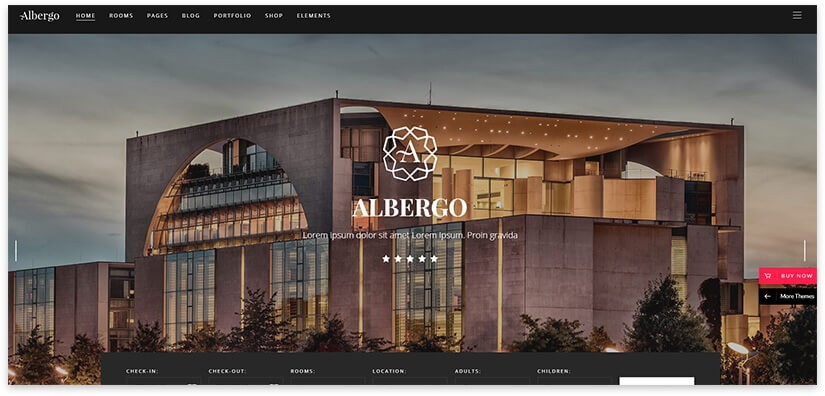 Albergo HOME ROOMS PAGES BLOG PORTFOLIO SHOP ELEMENTS
A
ALBERGO
Lorem ipsum dolor sit amet Lorem Ipsum. Proin gravida
BUY NOW
More Themes
CHECK-IN: CHECK-OUT: ROOMS: LOCATION: ADULTS: CHILDREN: